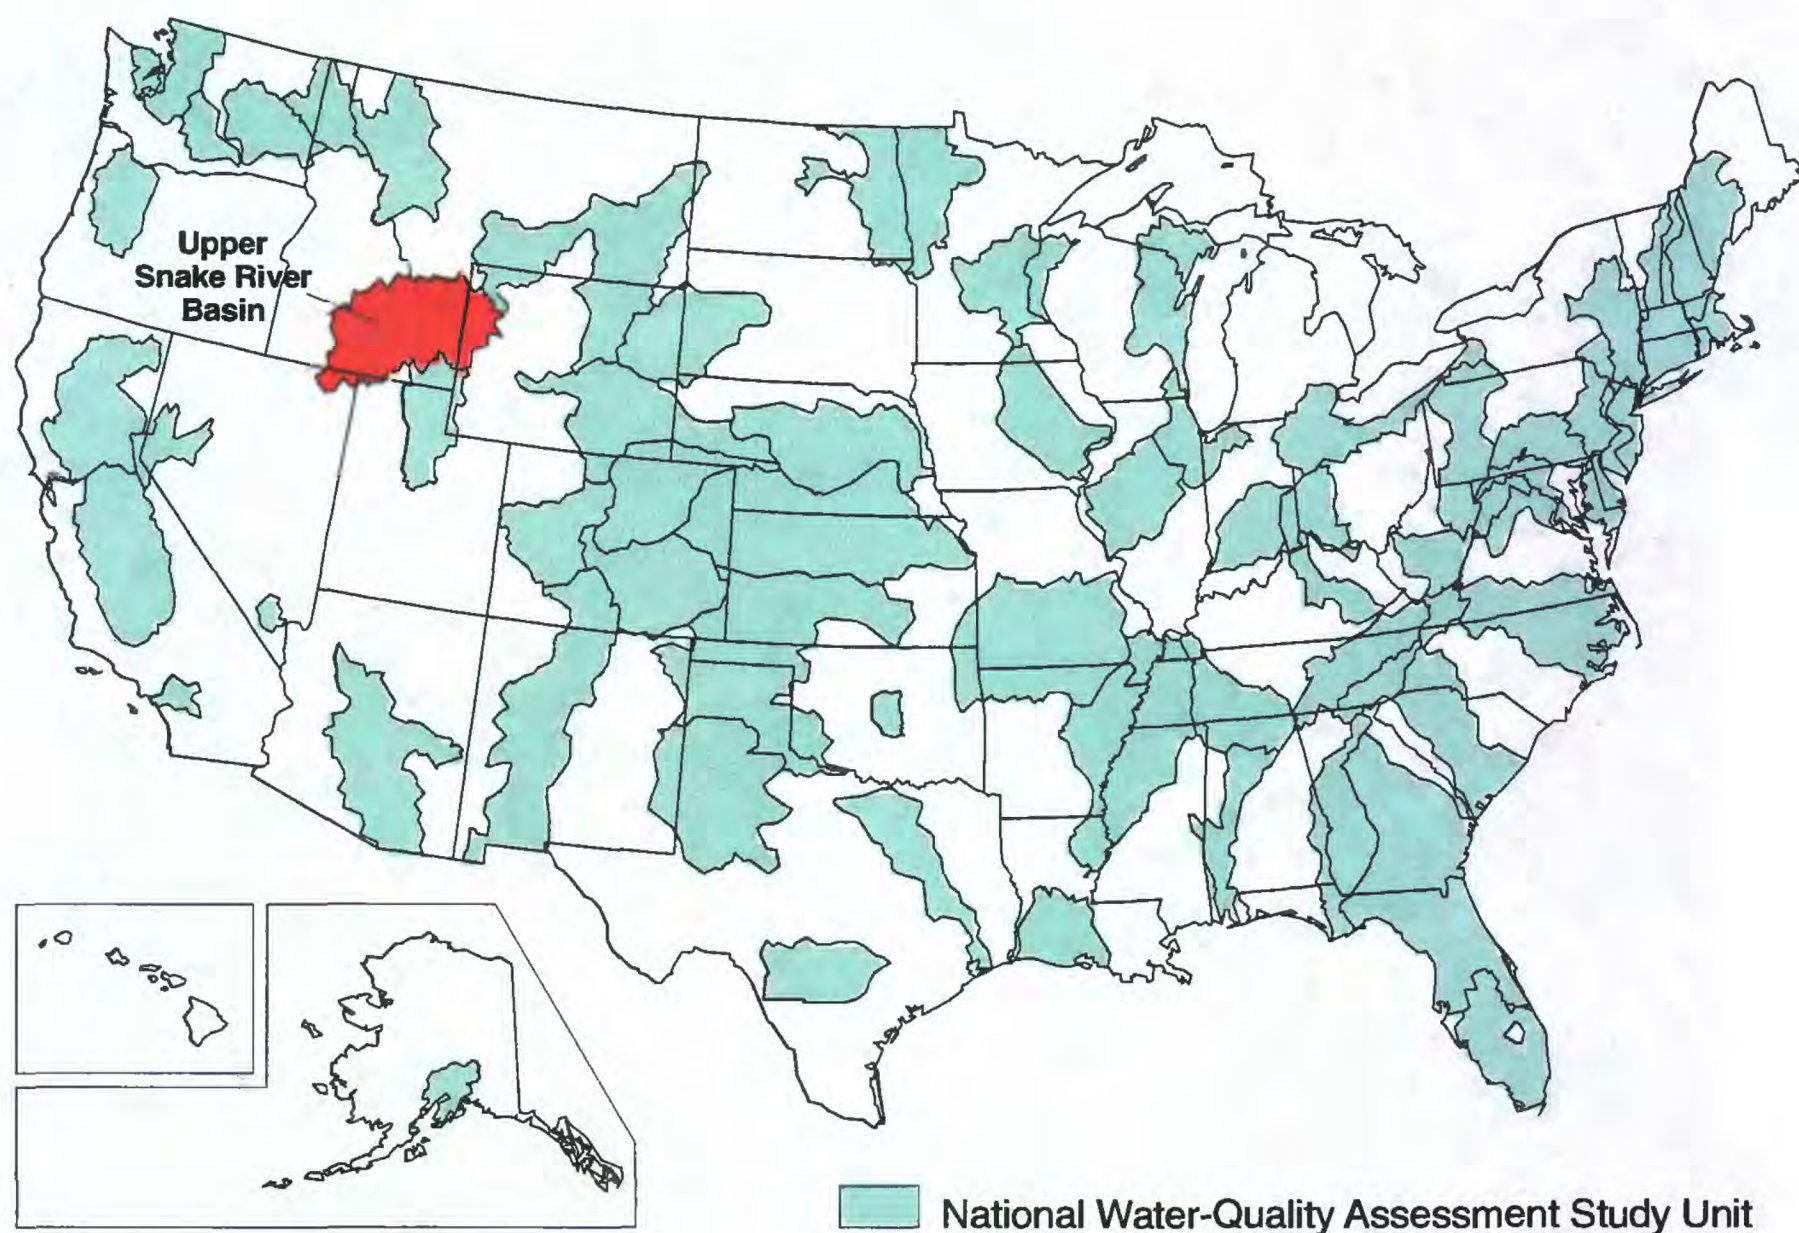 Upper
Snake River
Basin
National Water-Quality Assessment Study Unit